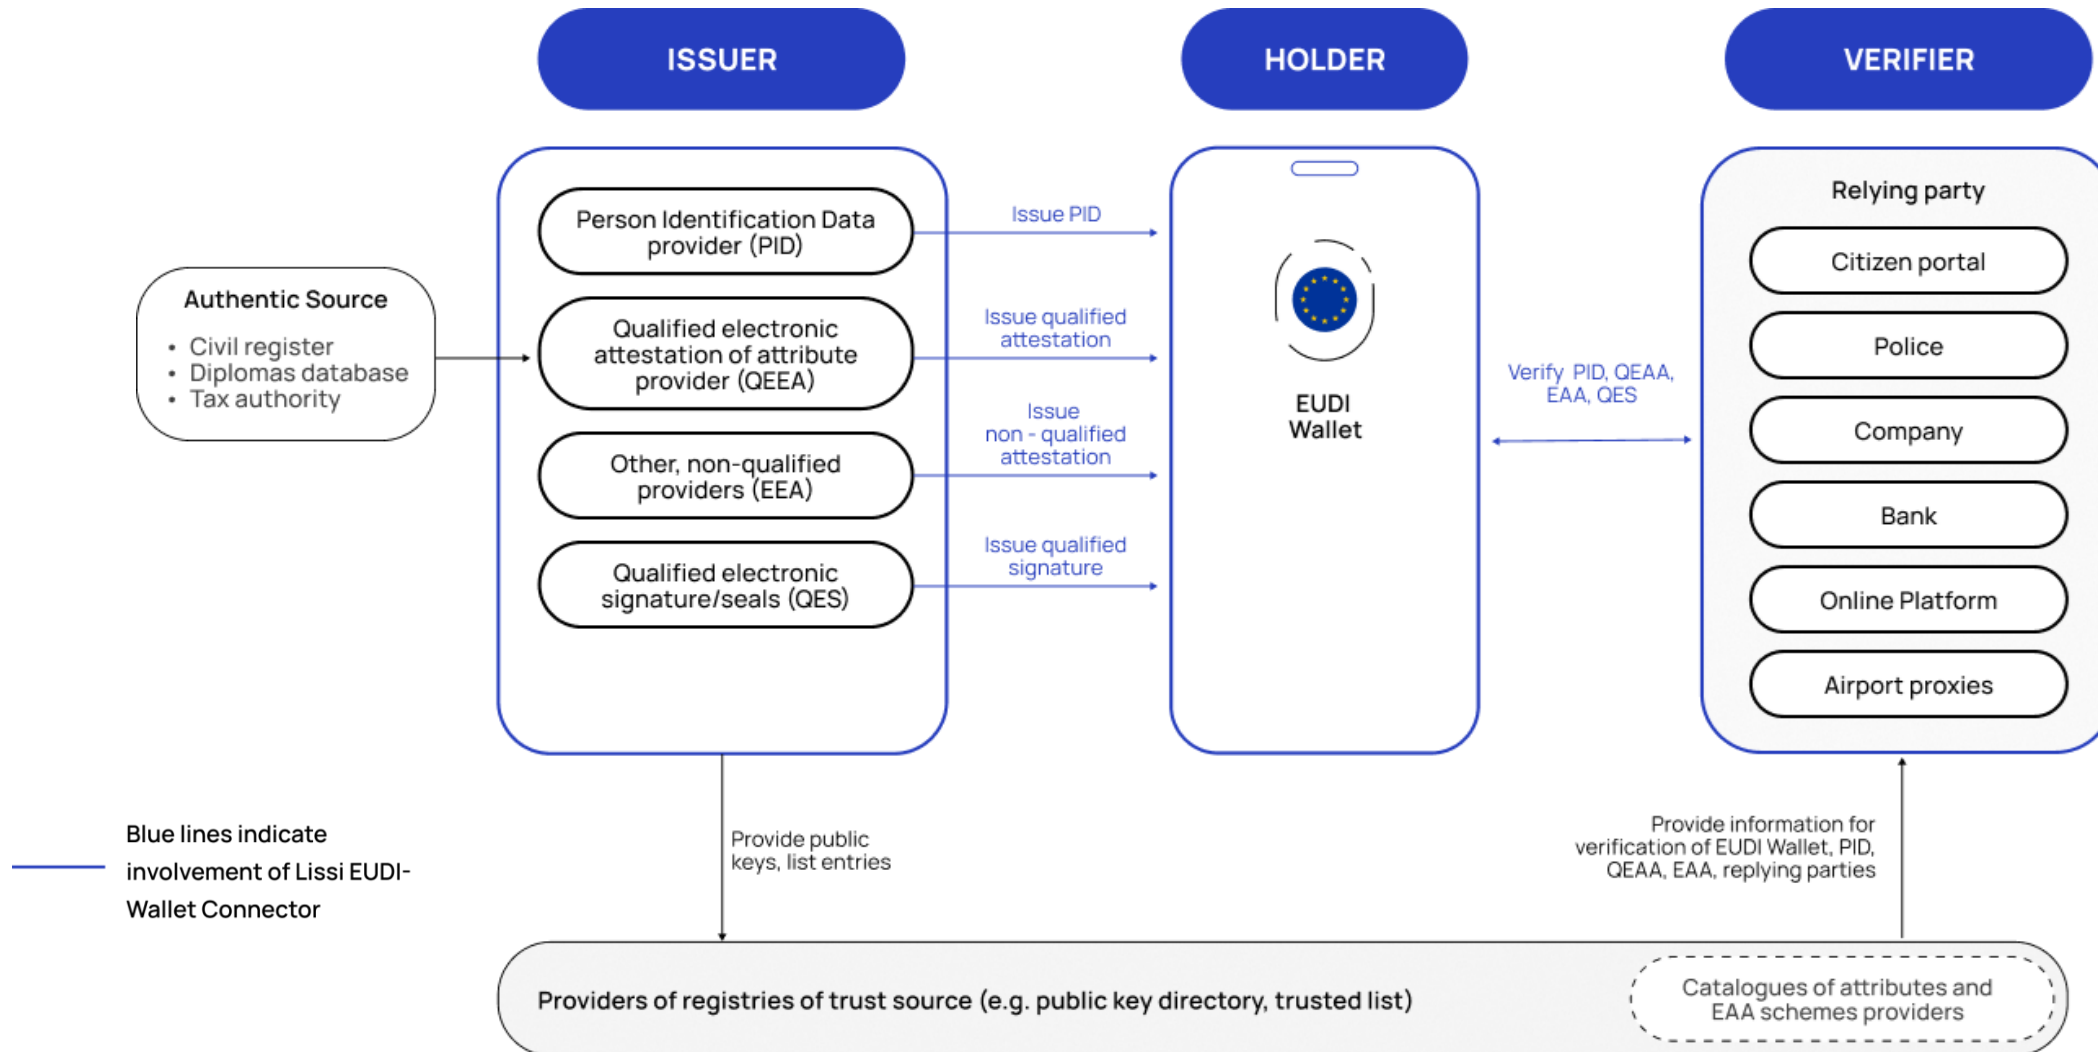 ISSUER
HOLDER
VERIFIER
Authentic Source
• Civil register
• Diplomas database
• Tax authority
Person Identification Data
provider (PID)
Qualified electronic
attestation of attribute
provider (QEEA)
Other, non-qualified
providers (EEA)
Qualified electronic
signature/seals (QES)
Issue PID
Issue qualified
attestation
Issue
non - qualified
attestation
Issue qualified
signature
EUDI
Wallet
Verify PID, QEAA,
EAA, QES
Relying party
Citizen portal
Police
Company
Bank
Online Platform
Airport proxies
Blue lines indicate
involvement of Lissi EUDI-
Wallet Connector
Provide public
keys, list entries
Provide information for
verification of EUDI Wallet, PID,
QEAA, EAA, replying parties
Providers of registries of trust source (e.g. public key directory, trusted list)
Catalogues of attributes and
EAA schemes providers